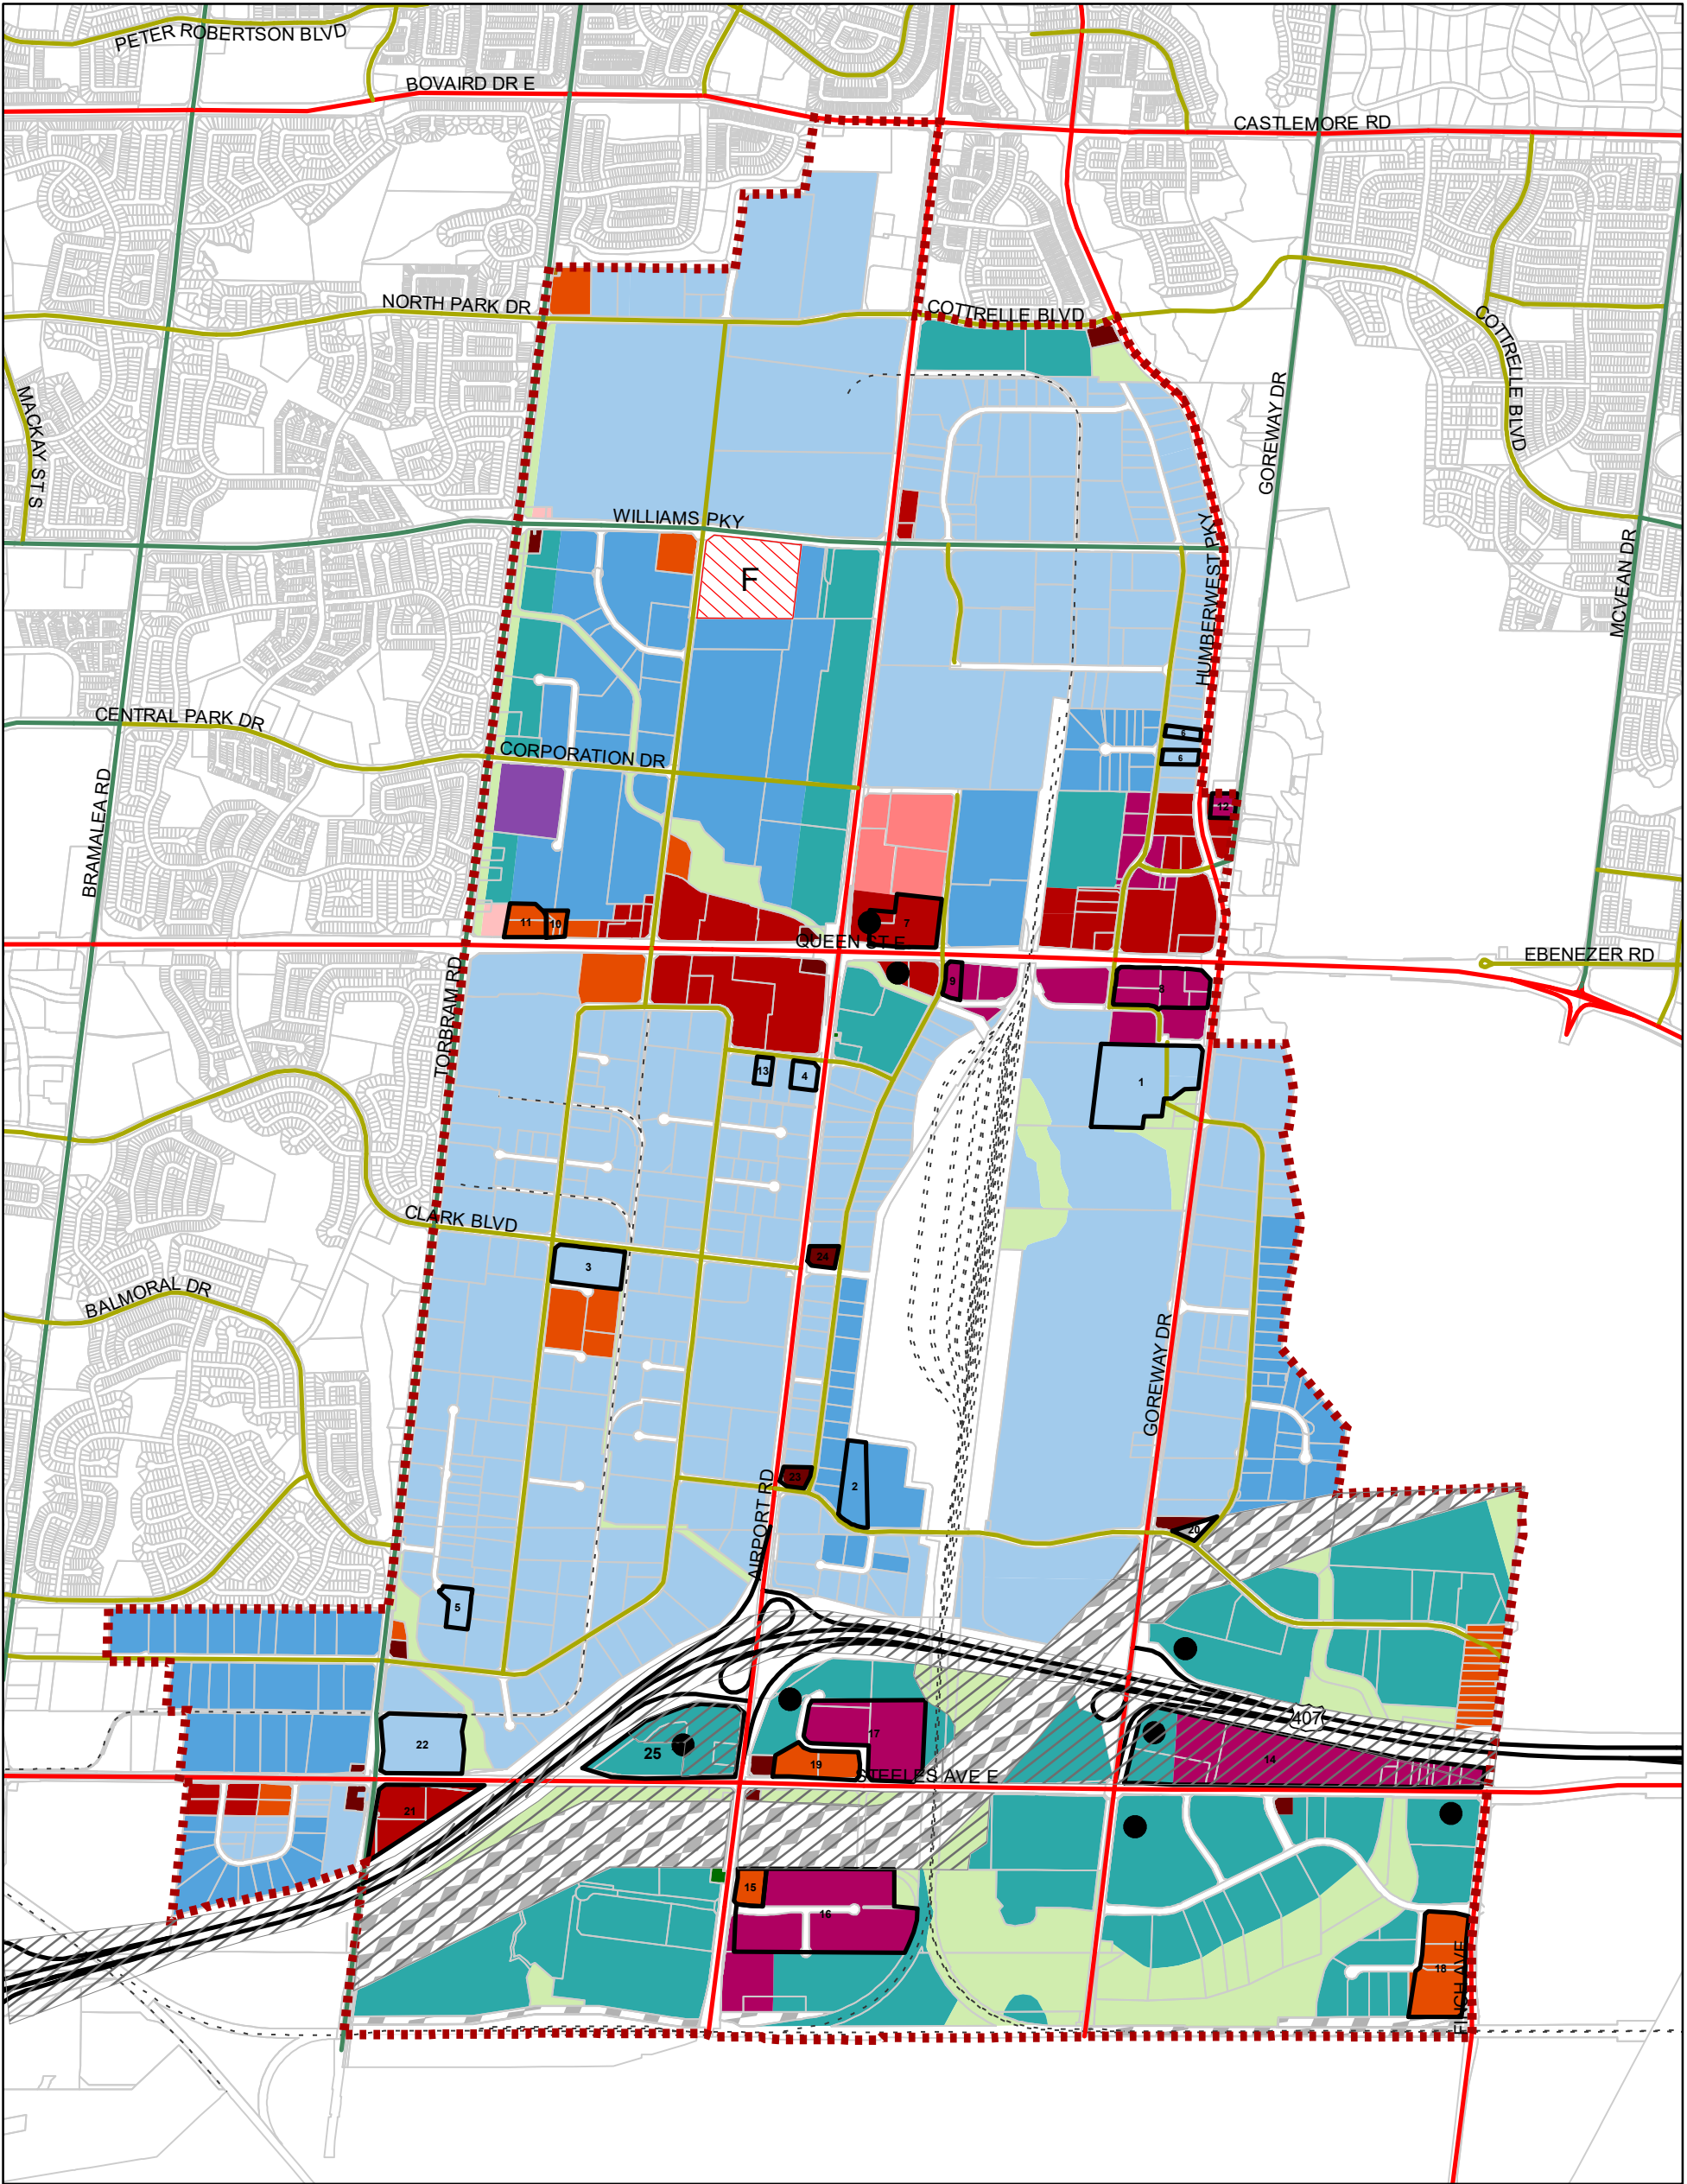 PETER ROBERTSON BLVD
BOVAIRD DR E
CASTLEMORE RD
NORTH PARK DR
COTTRELLE BLVD
COTTRELLE BLVD
MACKAY ST S
GOREWAY DR
WILLIAMS PKY
F
HUMBERWEST PKY
MCVEAN DR
CENTRAL PARK DR
CORPORATION DR
6
6
BRAMALEA RD
12
11
10
7
QUEEN ST E
EBENEZER RD
TORBRAM RD
9
8
13
4
1
CLARK BLVD
24
3
BALMORAL DR
GOREWAY DR
23
2
AIRPORT RD
20
5
407
17
22
25
14
19
STEELES AVE E
21
15
16
18
FINCH AVE